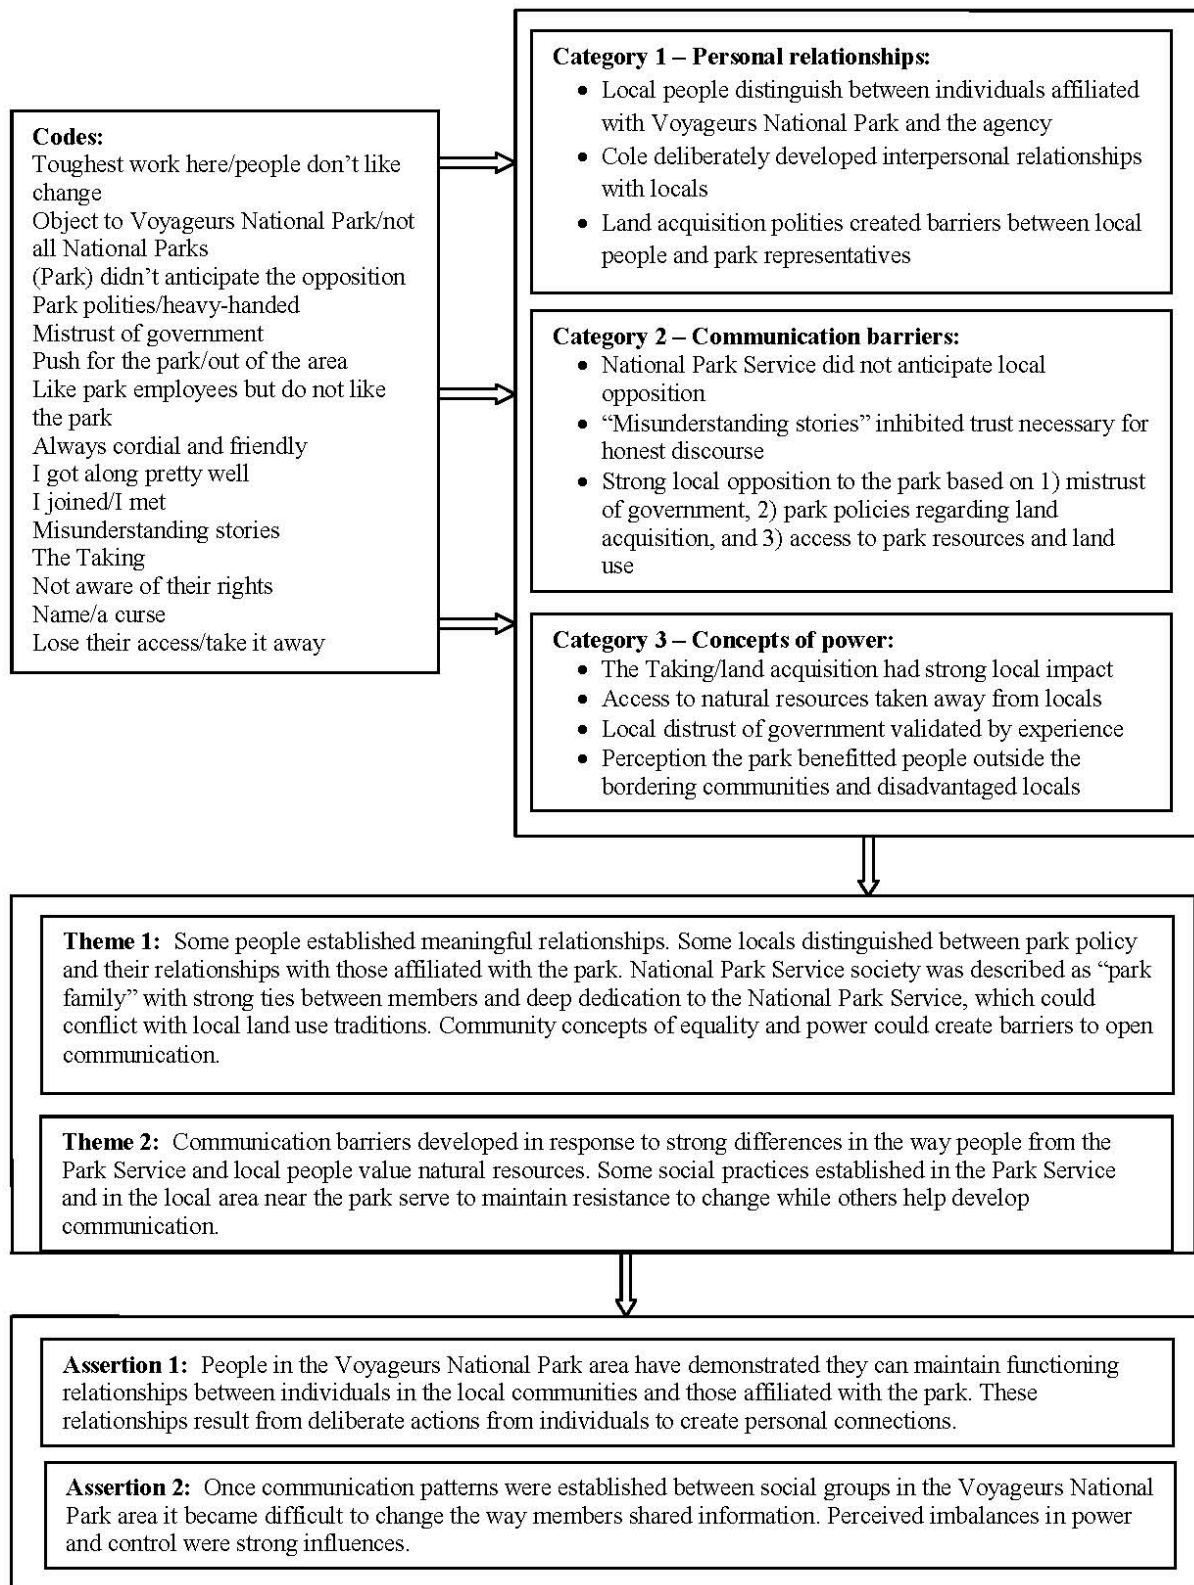 Codes:
Toughest work here/people don't like
change
Object to Voyageurs National Park/not
all National Parks
(Park) didn't anticipate the opposition
Park polities/heavy-handed
Mistrust of government
Push for the park/out of the area
Like park employees but do not like
the park
Always cordial and friendly
I got along pretty well
I joined/I met
Misunderstanding stories
The Taking
Not aware of their rights
Name/a curse
Lose their access/take it away
Category 1 – Personal relationships:
• Local people distinguish between individuals affiliated
with Voyageurs National Park and the agency
• Cole deliberately developed interpersonal relationships
with locals
• Land acquisition polities created barriers between local
people and park representatives
Category 2 – Communication barriers:
• National Park Service did not anticipate local
opposition
• “Misunderstanding stories” inhibited trust necessary for
honest discourse
• Strong local opposition to the park based on 1) mistrust
of government, 2) park policies regarding land
acquisition, and 3) access to park resources and land
use
Category 3 – Concepts of power:
• The Taking/land acquisition had strong local impact
• Access to natural resources taken away from locals
• Local distrust of government validated by experience
• Perception the park benefitted people outside the
bordering communities and disadvantaged locals
Theme 1: Some people established meaningful relationships. Some locals distinguished between park policy
and their relationships with those affiliated with the park. National Park Service society was described as “park
family” with strong ties between members and deep dedication to the National Park Service, which could
conflict with local land use traditions. Community concepts of equality and power could create barriers to open
communication.
Theme 2: Communication barriers developed in response to strong differences in the way people from the
Park Service and local people value natural resources. Some social practices established in the Park Service
and in the local area near the park serve to maintain resistance to change while others help develop
communication.
Assertion 1: People in the Voyageurs National Park area have demonstrated they can maintain functioning
relationships between individuals in the local communities and those affiliated with the park. These
relationships result from deliberate actions from individuals to create personal connections.
Assertion 2: Once communication patterns were established between social groups in the Voyageurs National
Park area it became difficult to change the way members shared information. Perceived imbalances in power
and control were strong influences.